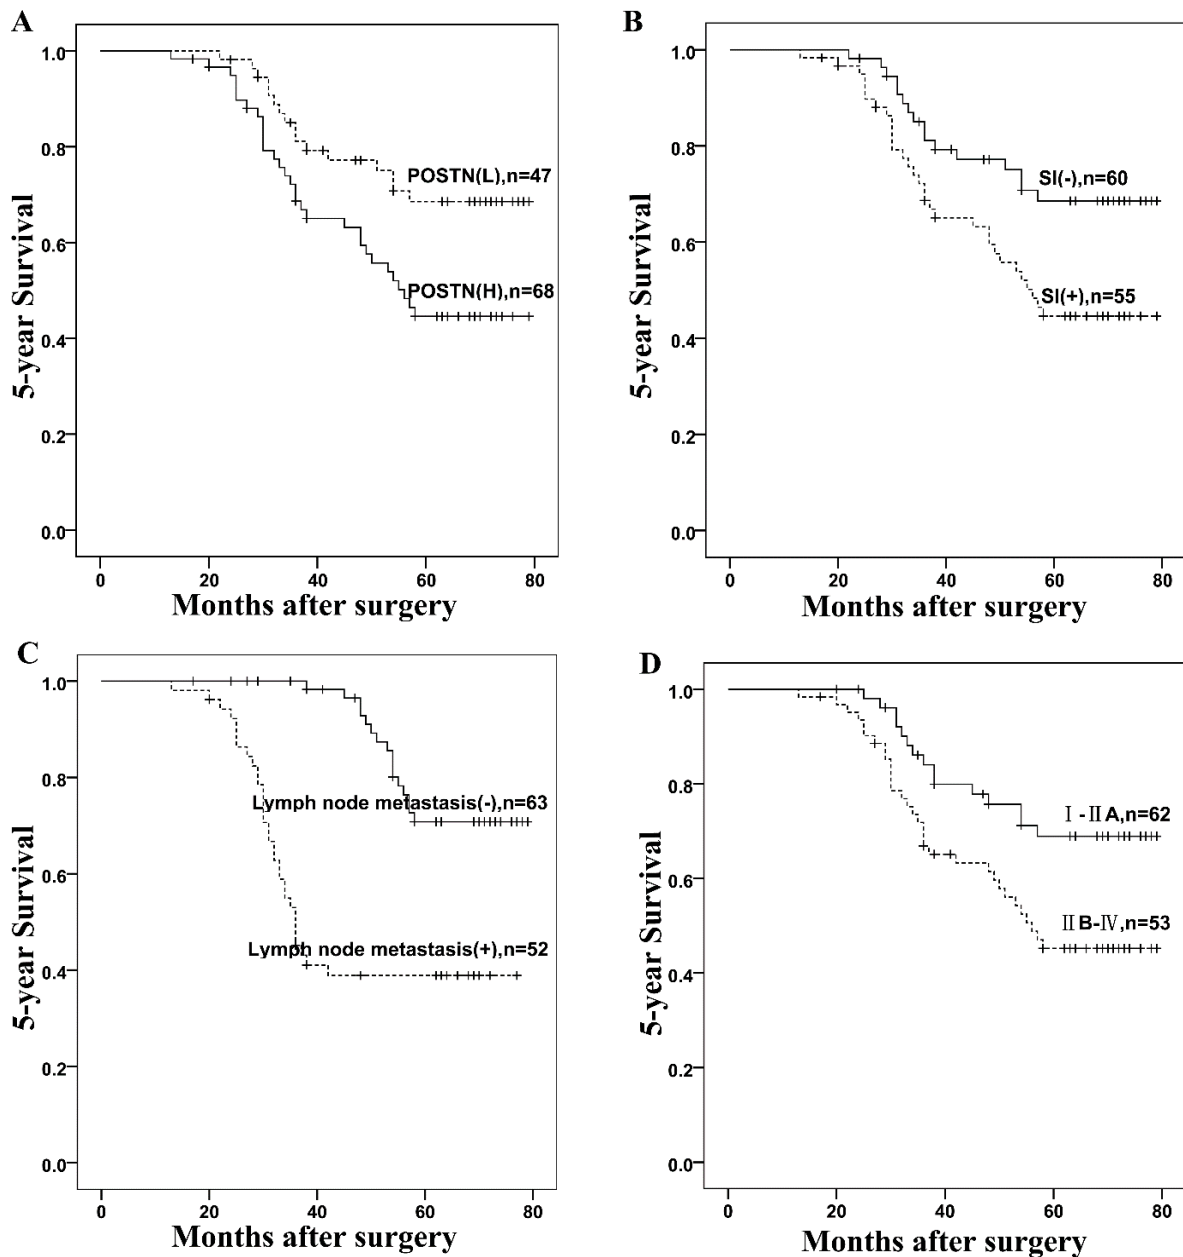 A
5-year Survival
1.0
0.8
0.6
0.4
0.2
0.0
POSTN(L),n=47
POSTN(H),n=68
0 20 40 60 80
Months after surgery
B
5-year Survival
1.0
0.8
0.6
0.4
0.2
0.0
SI(-),n=60
SI(+),n=55
0 20 40 60 80
Months after surgery
C
5-year Survival
1.0
0.8
0.6
0.4
0.2
0.0
Lymph node metastasis(-),n=63
Lymph node metastasis(+),n=52
0 20 40 60 80
Months after surgery
D
5-year Survival
1.0
0.8
0.6
0.4
0.2
0.0
Ⅰ-ⅡA,n=62
ⅡB-Ⅳ,n=53
0 20 40 60 80
Months after surgery